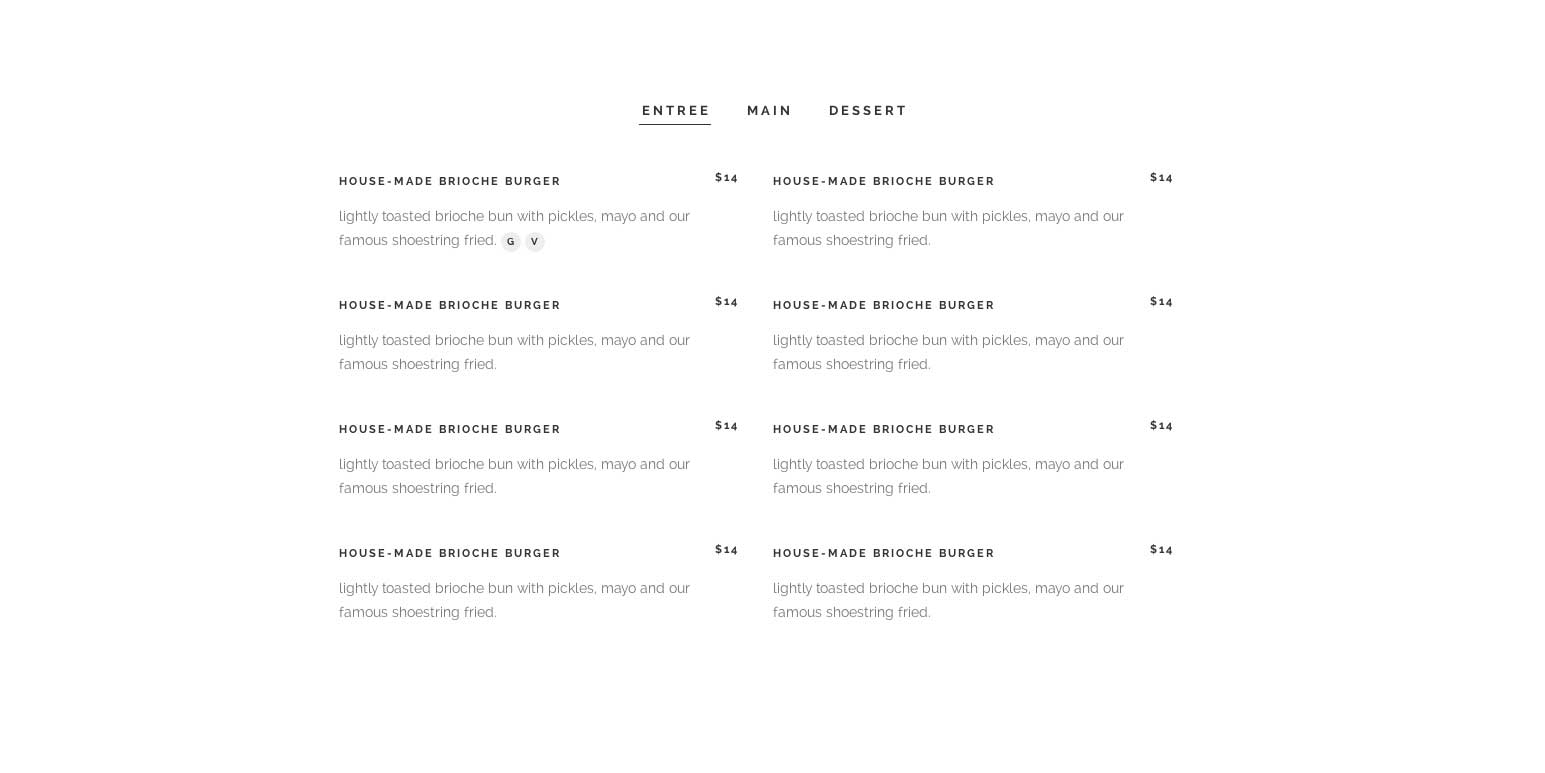 ENTREE MAIN DESSERT
HOUSE-MADE BRIOCHE BURGER $14
lightly toasted brioche bun with pickles, mayo and our
famous shoestring fried. G V
HOUSE-MADE BRIOCHE BURGER $14
lightly toasted brioche bun with pickles, mayo and our
famous shoestring fried.
HOUSE-MADE BRIOCHE BURGER $14
lightly toasted brioche bun with pickles, mayo and our
famous shoestring fried.
HOUSE-MADE BRIOCHE BURGER $14
lightly toasted brioche bun with pickles, mayo and our
famous shoestring fried.
HOUSE-MADE BRIOCHE BURGER $14
lightly toasted brioche bun with pickles, mayo and our
famous shoestring fried.
HOUSE-MADE BRIOCHE BURGER $14
lightly toasted brioche bun with pickles, mayo and our
famous shoestring fried.
HOUSE-MADE BRIOCHE BURGER $14
lightly toasted brioche bun with pickles, mayo and our
famous shoestring fried.
HOUSE-MADE BRIOCHE BURGER $14
lightly toasted brioche bun with pickles, mayo and our
famous shoestring fried.